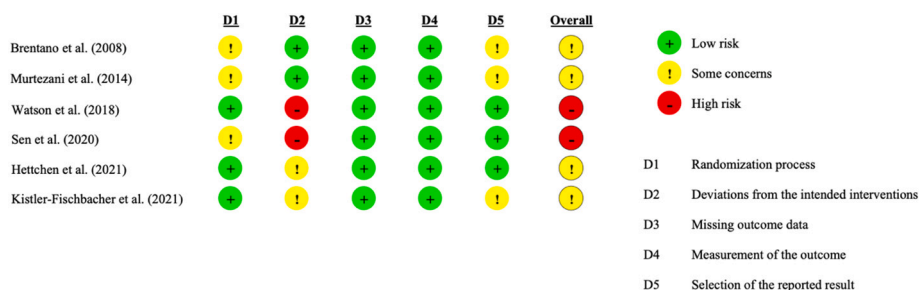 D1 D2 D3 D4 D5 Overall
Brentano et al. (2008) ! + + + ! !
Murtezani et al. (2014) ! + + + ! !
Watson et al. (2018) + - + + + -
Sen et al. (2020) ! - + + + -
Hettchen et al. (2021) + ! + + + !
Kistler-Fischbacher et al. (2021) + ! + + ! !
+ Low risk
! Some concerns
- High risk
D1 Randomization process
D2 Deviations from the intended interventions
D3 Missing outcome data
D4 Measurement of the outcome
D5 Selection of the reported result